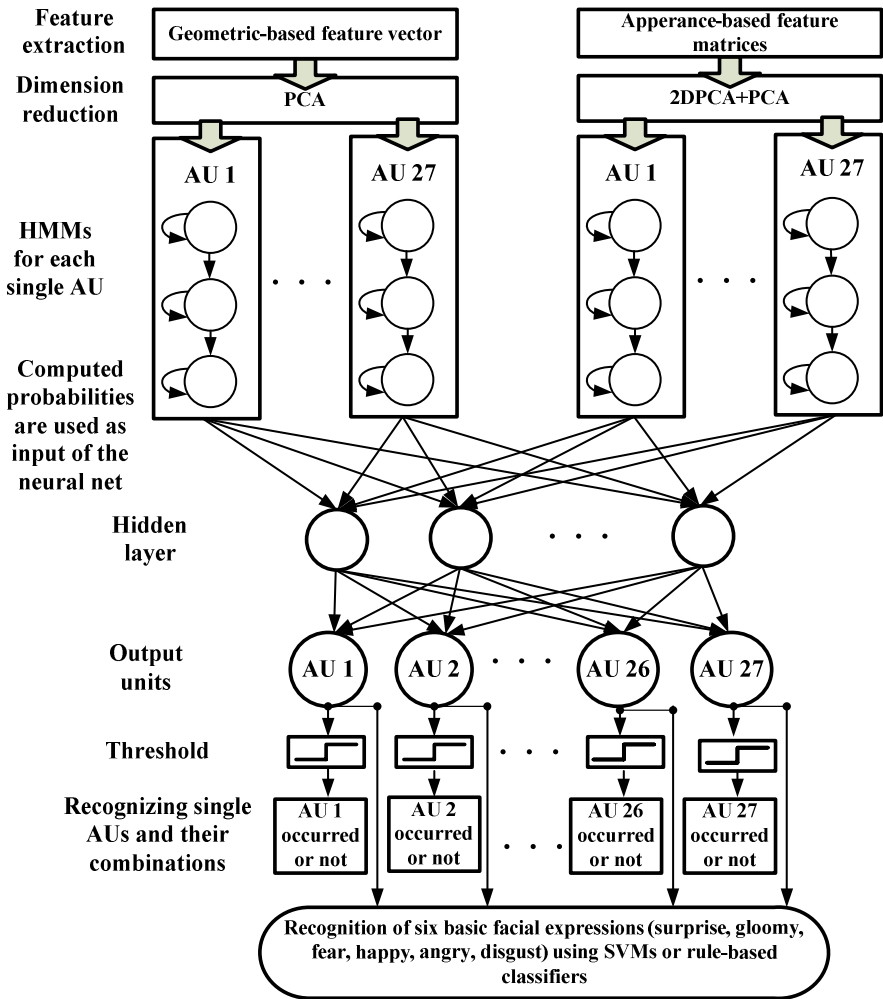 Feature
extraction
Geometric-based feature vector
Apperance-based feature
matrices
Dimension
reduction
PCA
2DPCA+PCA
AU 1
AU 27
AU 1
AU 27
HMMs
for each
single AU
. . .
. . .
Computed
probabilities
are used as
input of the
neural net
Hidden
layer
. . .
Output
units
AU 1
AU 2
. . .
AU 26
AU 27
Threshold
. . .
Recognizing single
AUs and their
combinations
AU 1
occurred
or not
AU 2
occurred
or not
. . .
AU 26
occurred
or not
AU 27
occurred
or not
Recognition of six basic facial expressions (surprise, gloomy,
fear, happy, angry, disgust) using SVMs or rule-based
classifiers